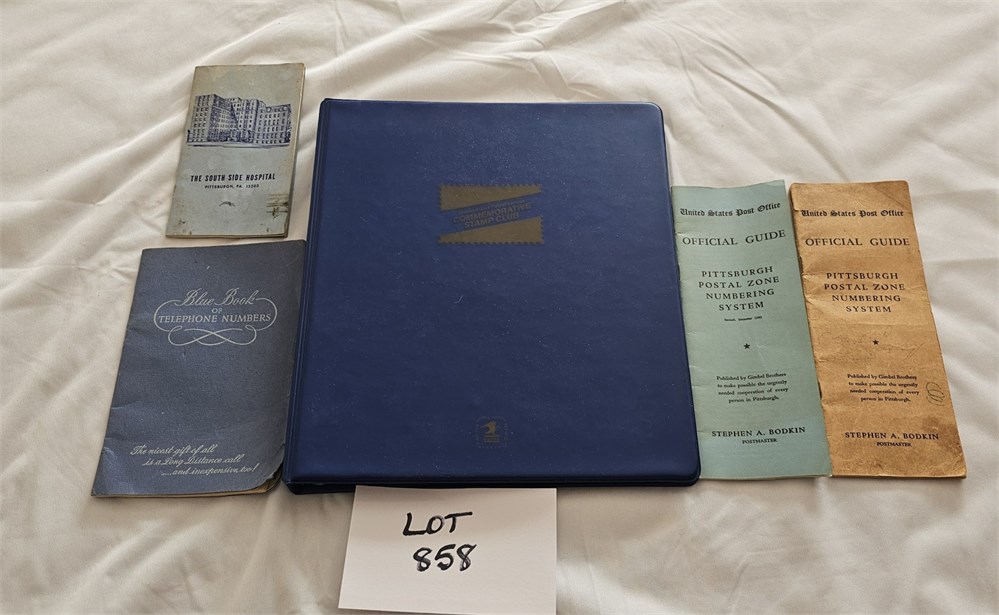 THE SOUTH SIDE HOSPITAL
PITTSBURGH, PA. 15203
Blue Book
OF
TELEPHONE NUMBERS
The nicest gift of all
is a Long Distance call
....and inexpensive, too!
COMMEMORATIVE
STAMP CLUB
United States Post Office
OFFICIAL GUIDE
PITTSBURGH
POSTAL ZONE
NUMBERING
SYSTEM
Published by Gimbel Brothers
to make possible the urgently
needed cooperation of every
person in Pittsburgh.
STEPHEN A. BODKIN
POSTMASTER
United States Post Office
OFFICIAL GUIDE
PITTSBURGH
POSTAL ZONE
NUMBERING
SYSTEM
Published by Gimbel Brothers
to make possible the urgently
needed cooperation of every
person in Pittsburgh.
STEPHEN A. BODKIN
POSTMASTER
LOT
858